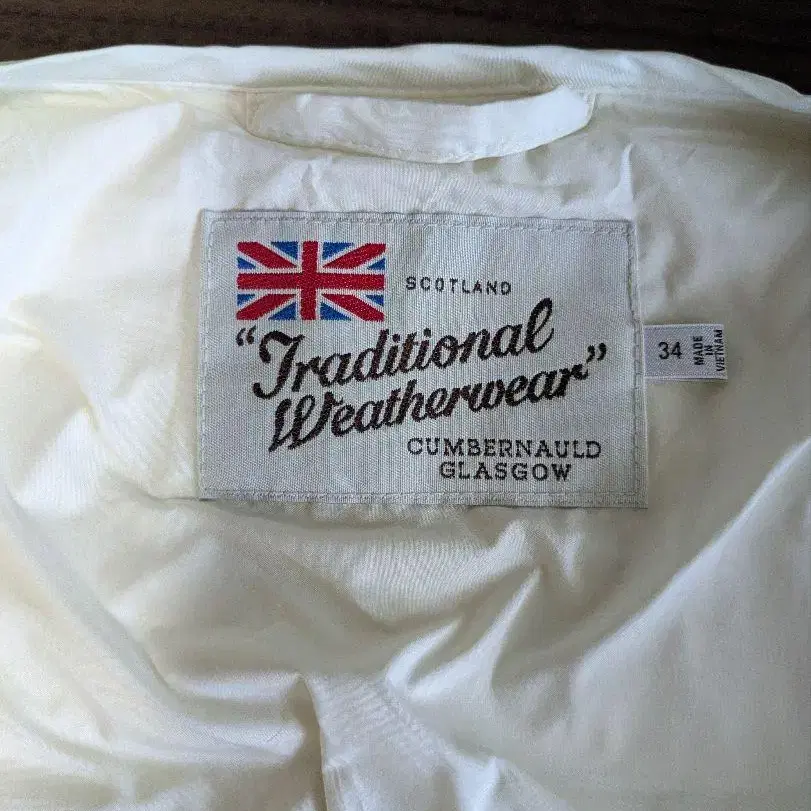 SCOTLAND
“Traditional
Weatherwear”
CUMBERNAULD
GLASGOW
34
MADE
IN
VIETNAM